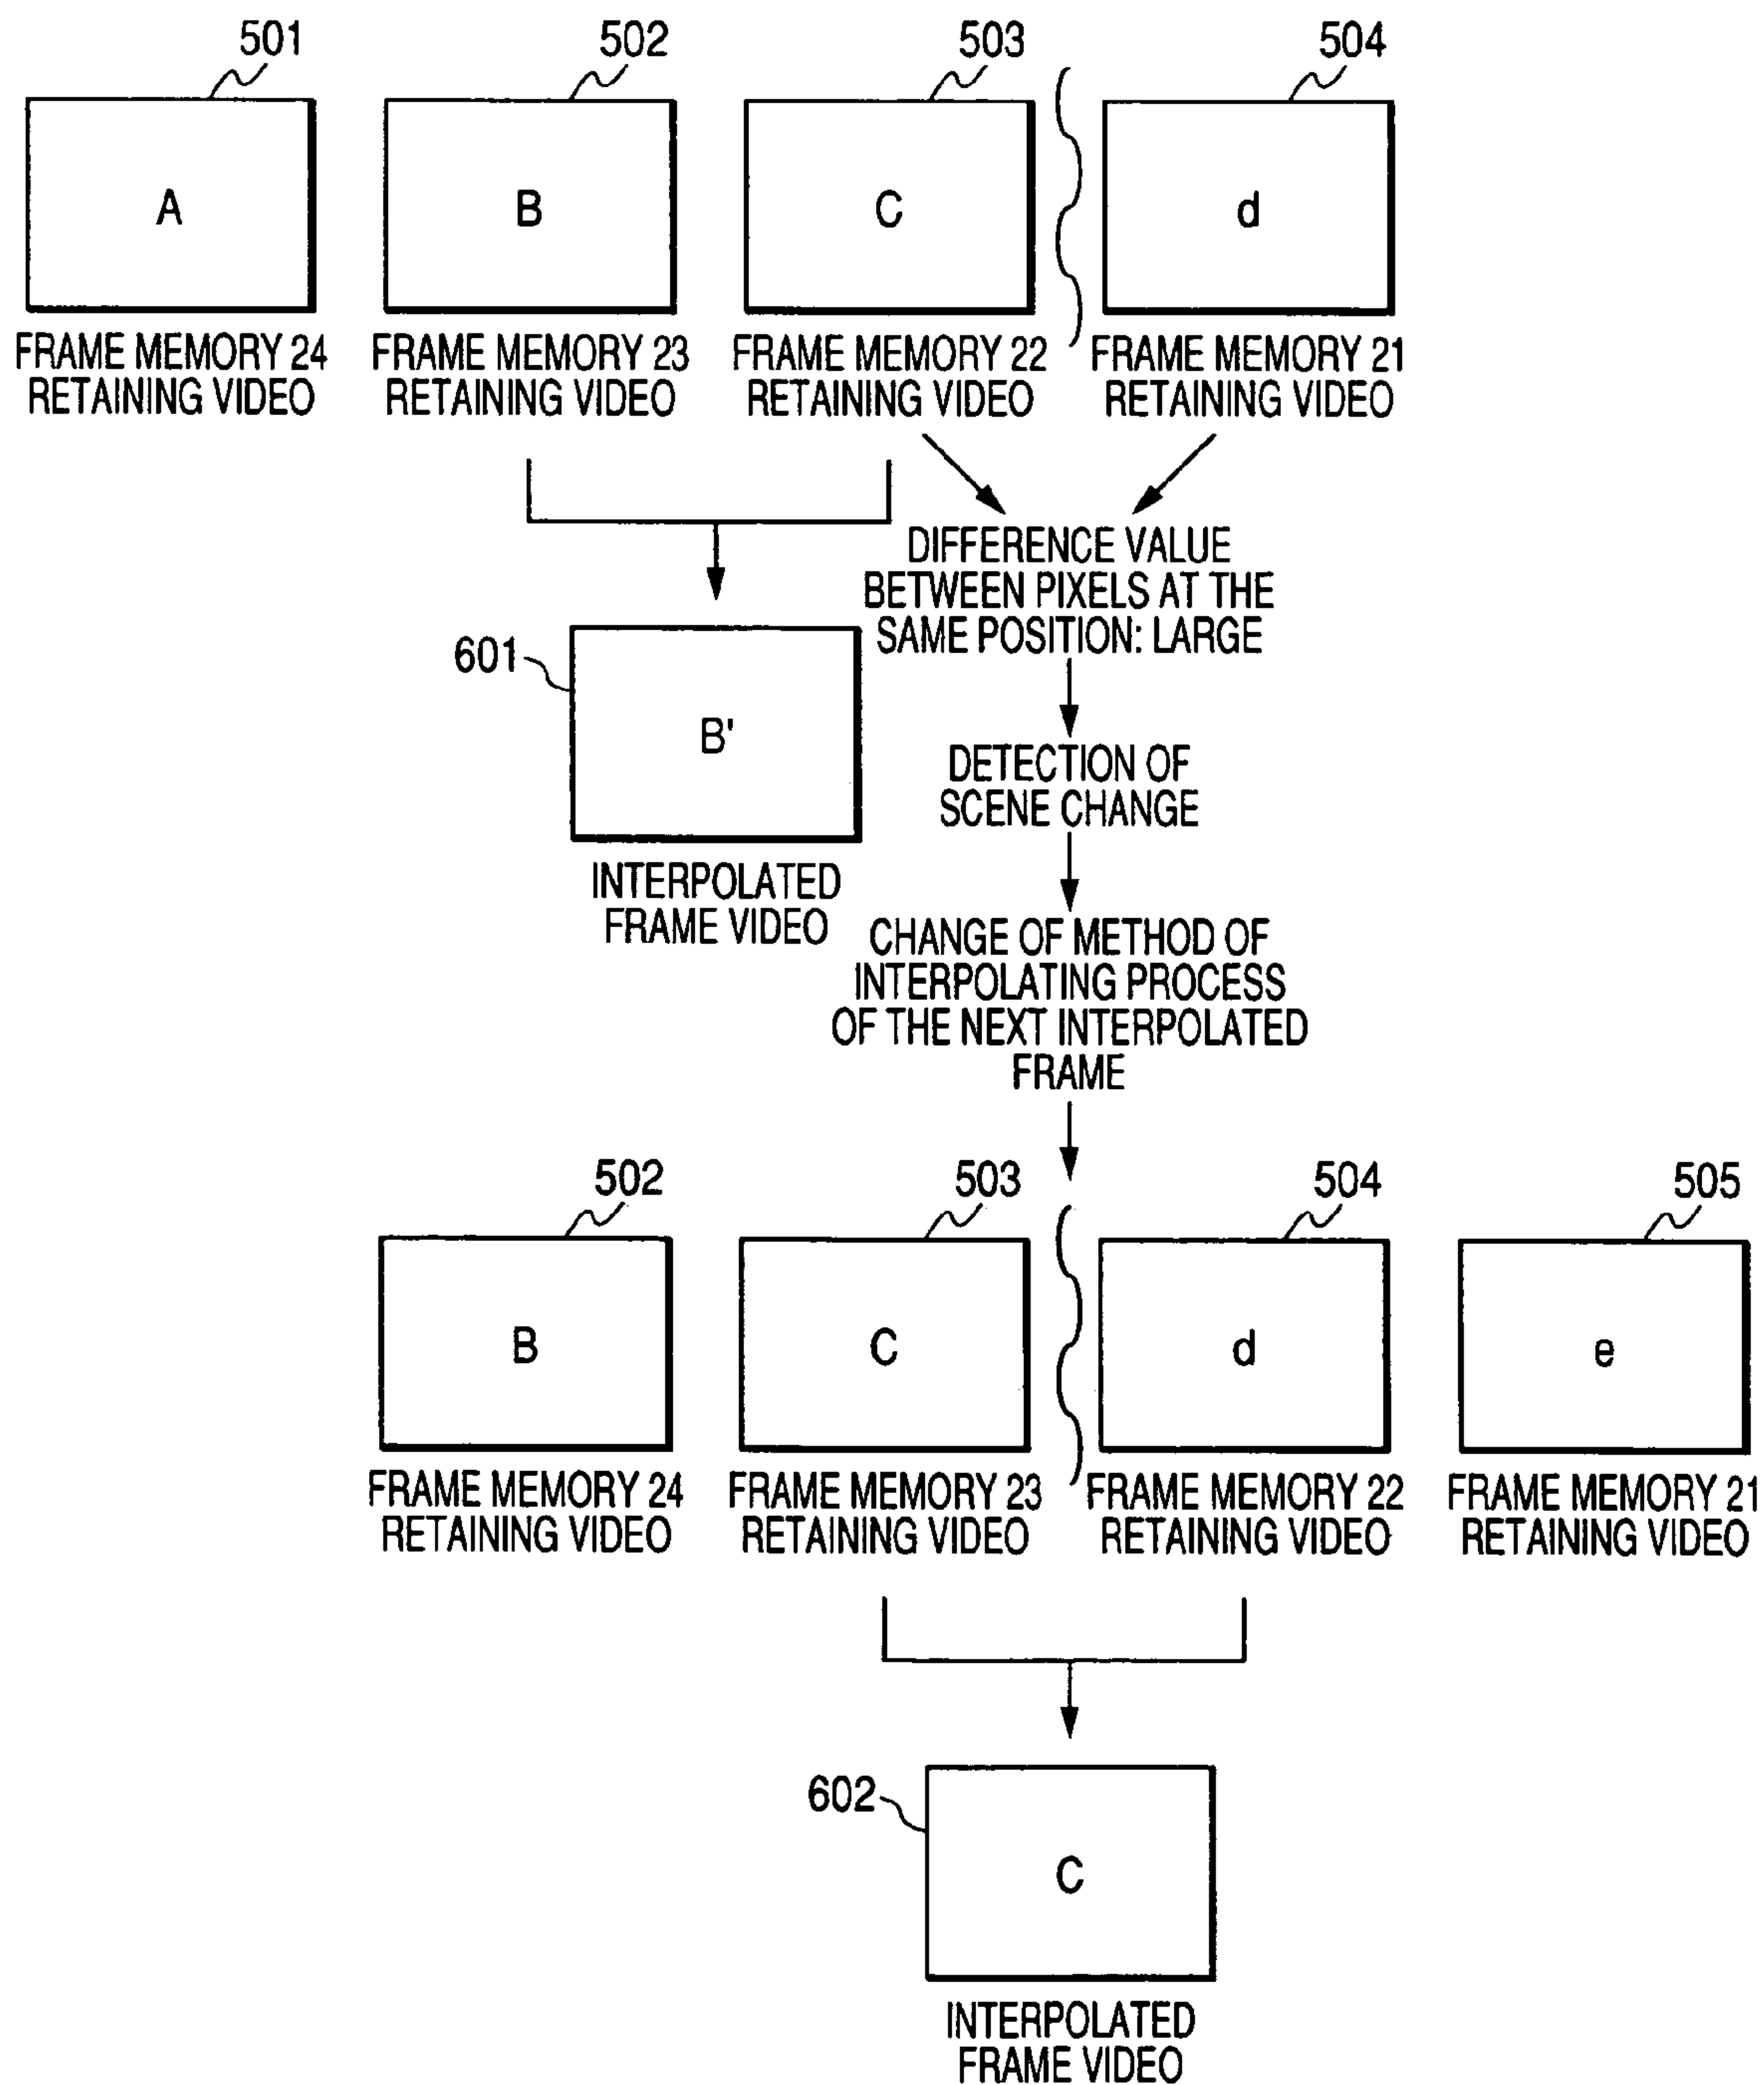 501 502 503 504
A B C d
FRAME MEMORY 24 RETAINING VIDEO
FRAME MEMORY 23 RETAINING VIDEO
FRAME MEMORY 22 RETAINING VIDEO
FRAME MEMORY 21 RETAINING VIDEO
DIFFERENCE VALUE
BETWEEN PIXELS AT THE
SAME POSITION: LARGE
601
B'
INTERPOLATED
FRAME VIDEO
DETECTION OF
SCENE CHANGE
CHANGE OF METHOD OF
INTERPOLATING PROCESS
OF THE NEXT INTERPOLATED
FRAME
502 503 504 505
B C d e
FRAME MEMORY 24 RETAINING VIDEO
FRAME MEMORY 23 RETAINING VIDEO
FRAME MEMORY 22 RETAINING VIDEO
FRAME MEMORY 21 RETAINING VIDEO
602
C
INTERPOLATED
FRAME VIDEO